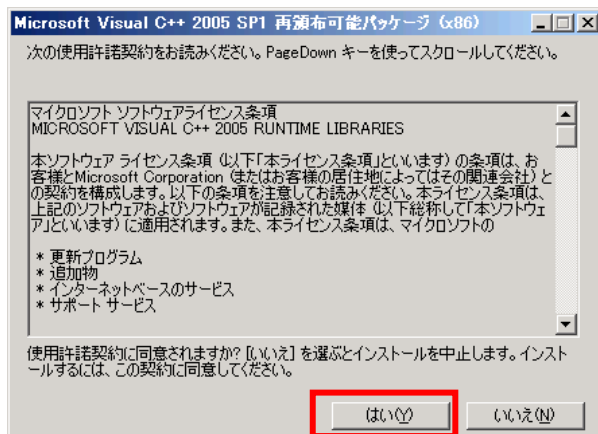 Microsoft Visual C++ 2005 SP1 再頒布可能パッケージ (x86)
次の使用許諾契約をお読みください。PageDown キーを使ってスクロールしてください。
マイクロソフト ソフトウェアライセンス条項
MICROSOFT VISUAL C++ 2005 RUNTIME LIBRARIES
本ソフトウェア ライセンス条項 (以下「本ライセンス条項」といいます) の条項は、お
客様とMicrosoft Corporation (またはお客様の居住地によってはその関連会社) と
の契約を構成します。以下の条項を注意してお読みください。本ライセンス条項は、
上記のソフトウェアおよびソフトウェアが記録された媒体 (以下総称して「本ソフトウェ
ア」といいます) に適用されます。また、本ライセンス条項は、マイクロソフトの
* 更新プログラム
* 追加物
* インターネットベースのサービス
* サポート サービス
使用許諾契約に同意されますか? [いいえ] を選ぶとインストールを中止します。インスト
ールするには、この契約に同意してください。
はい(Y)
いいえ(N)